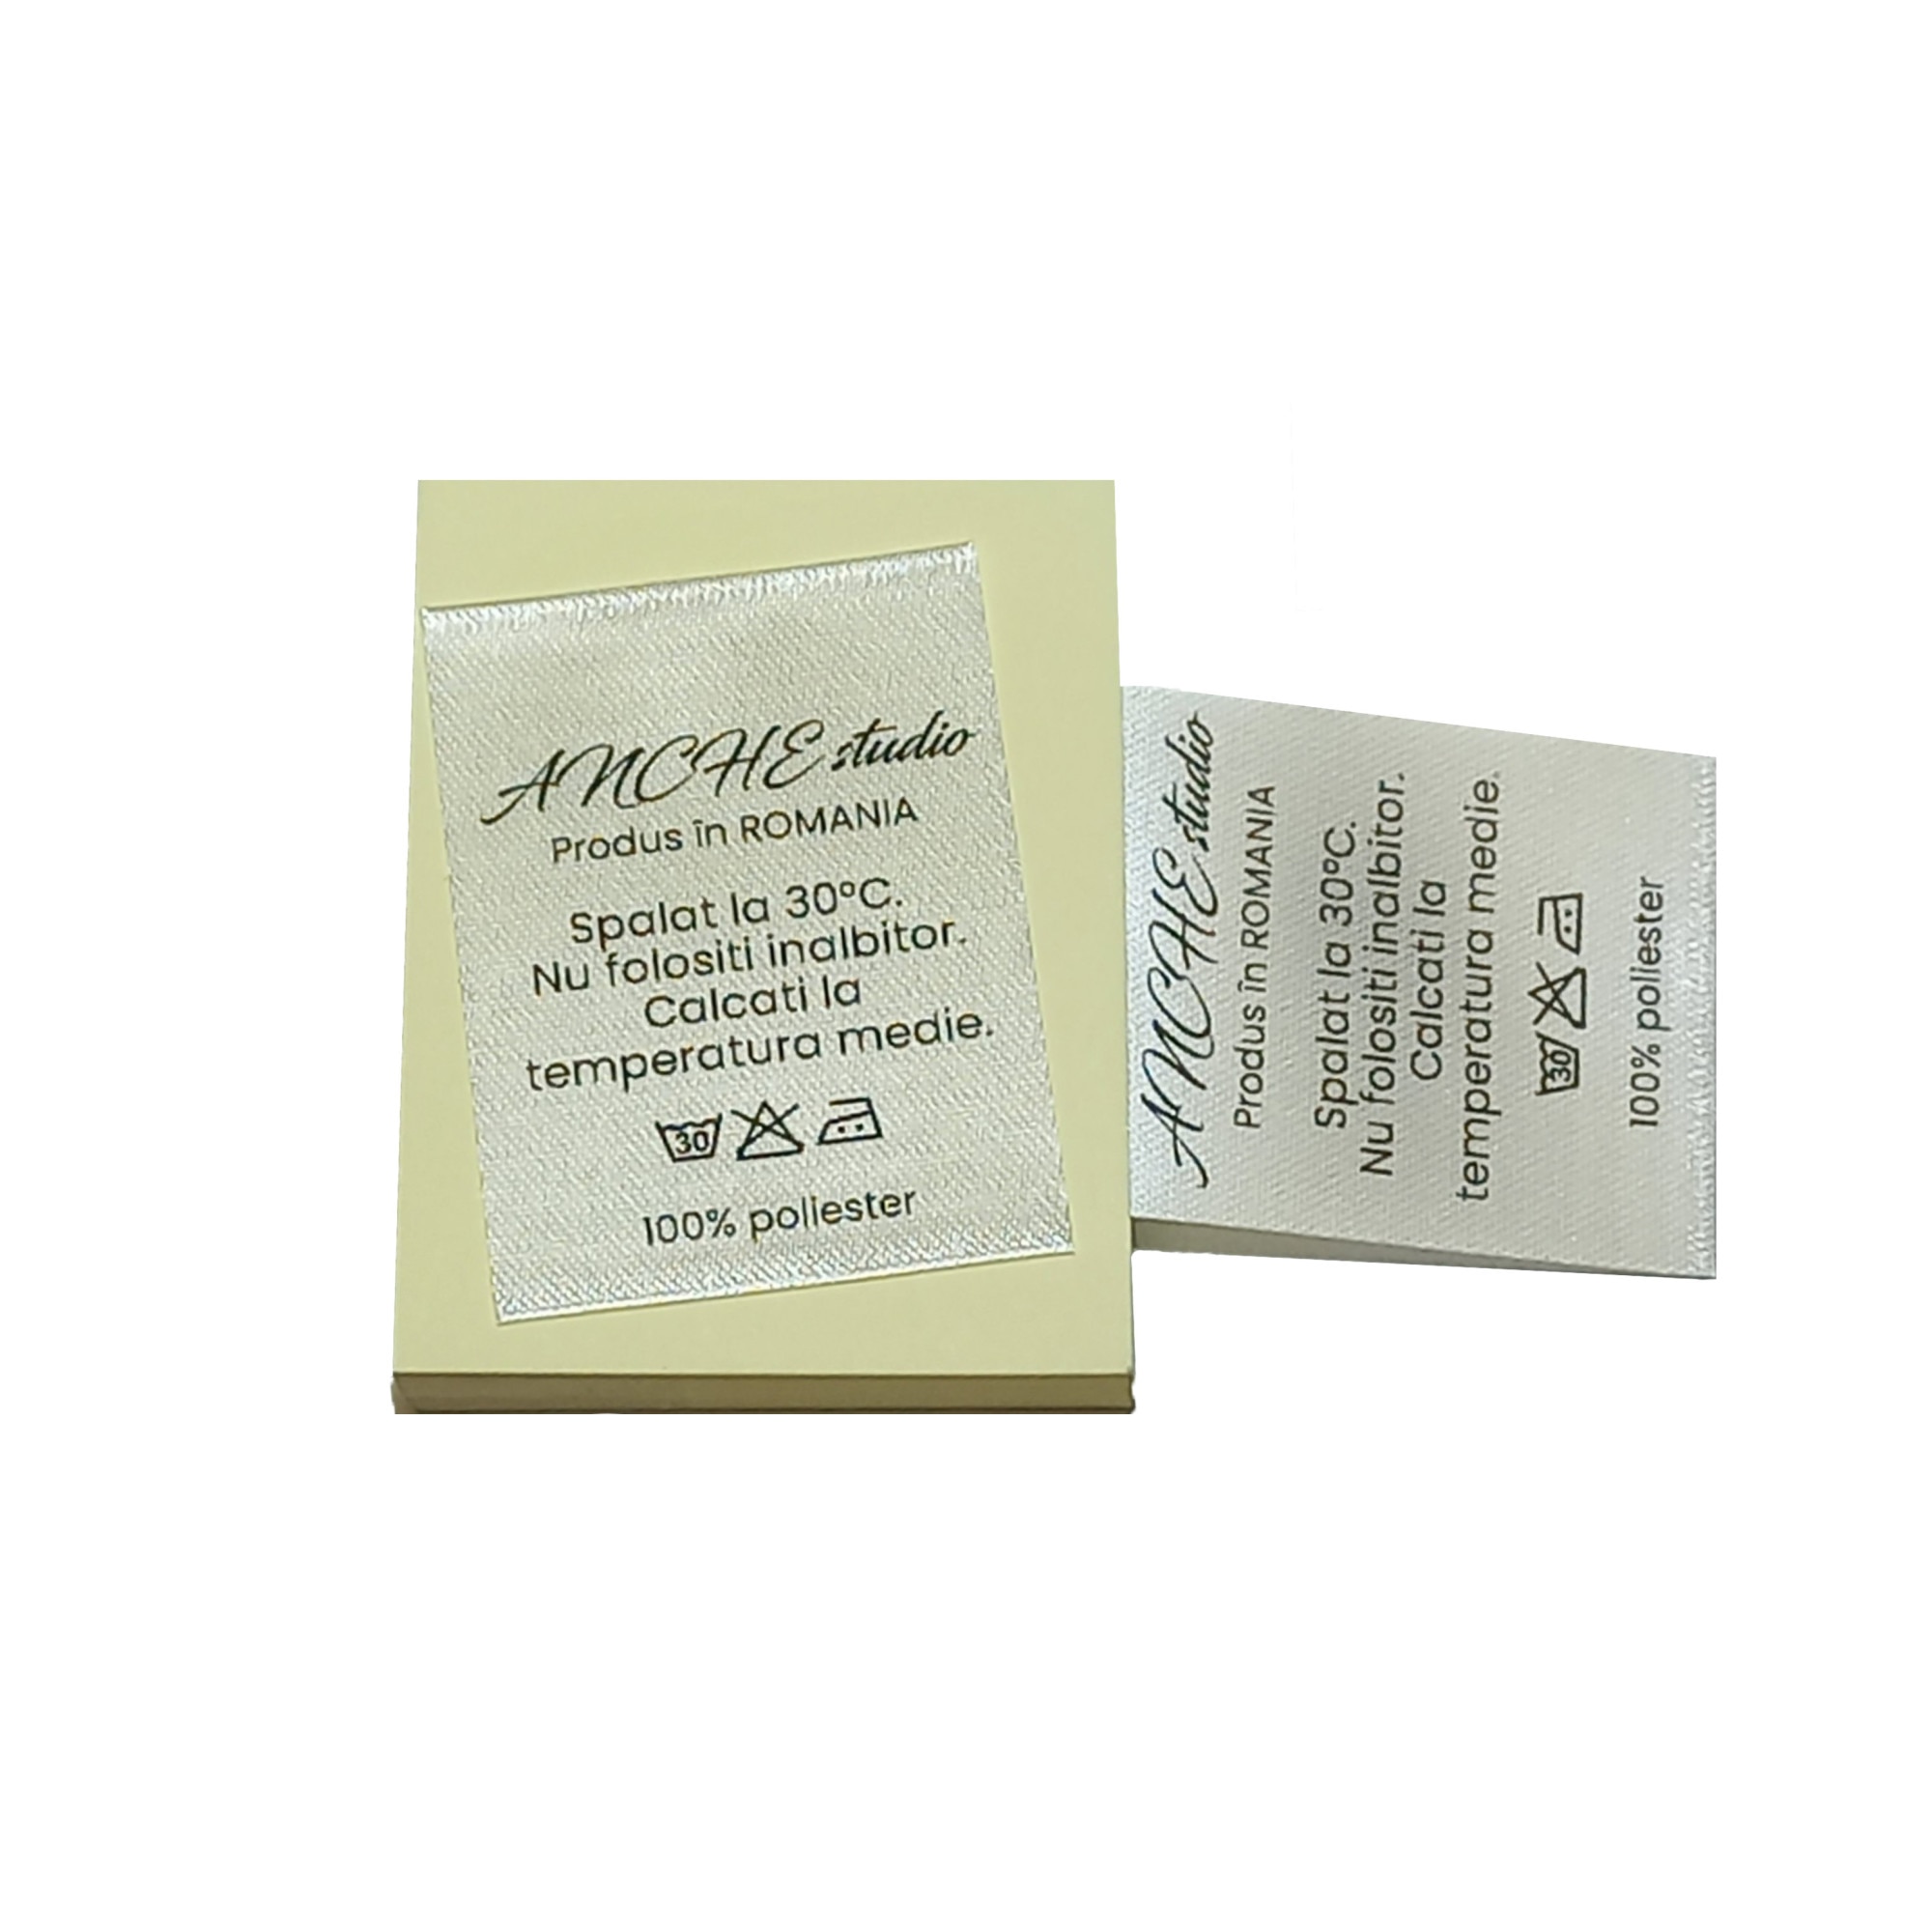 ANCHE studio
Produs în ROMANIA
Spalat la 30°C.
Nu folositi inalbitor.
Calcati la
temperatura medie.
30
100% poliester
ANCHE studio
Produs în ROMANIA
Spalat la 30°C.
Nu folositi inalbitor.
Calcati la
temperatura medie.
30
100% poliester